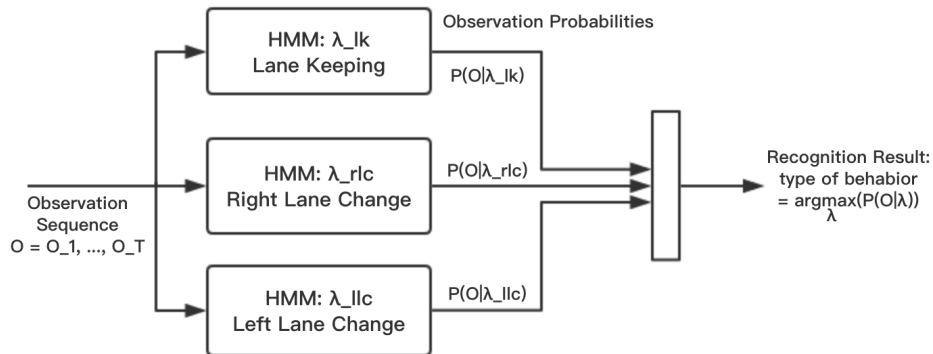 Observation Probabilities
HMM: λ_lk
Lane Keeping
P(O|λ_lk)
HMM: λ_rlc
Right Lane Change
P(O|λ_rlc)
Observation
Sequence
O = O_1, ..., O_T
HMM: λ_llc
Left Lane Change
P(O|λ_llc)
Recognition Result:
type of behabior
= argmax(P(O|λ))
λ